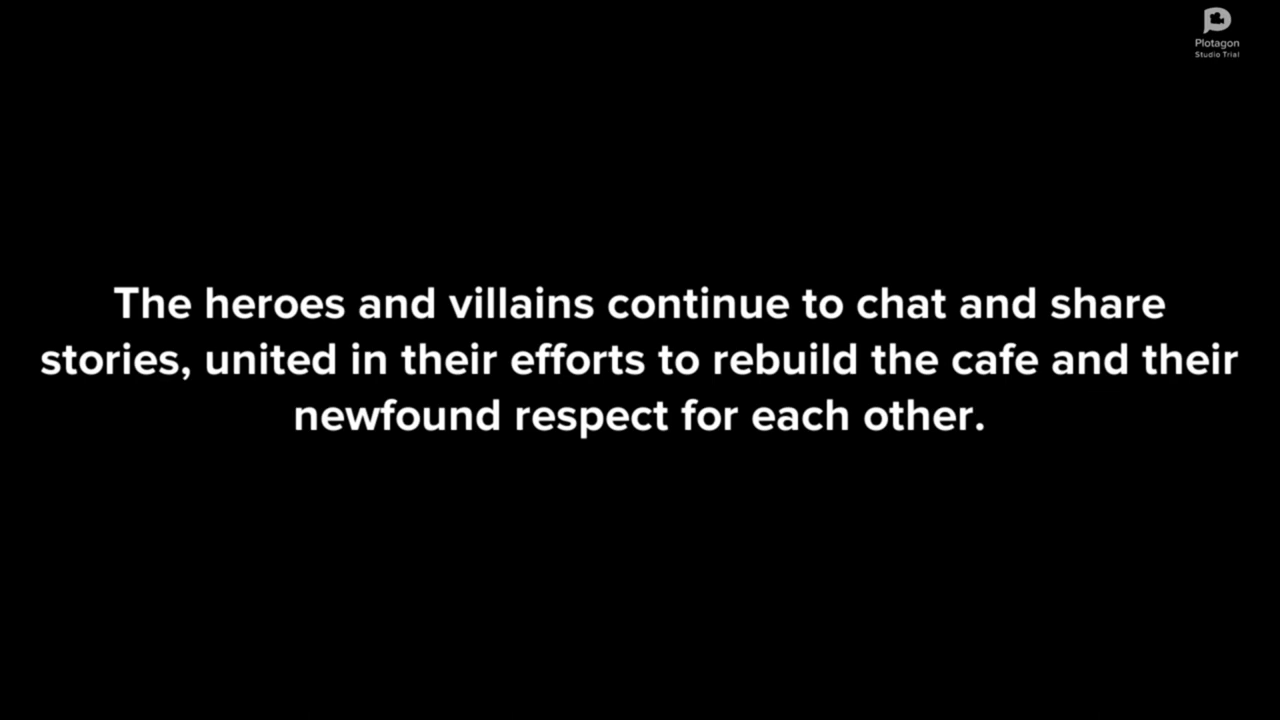 Plotagon
Studio Trial
The heroes and villains continue to chat and share
stories, united in their efforts to rebuild the cafe and their
newfound respect for each other.